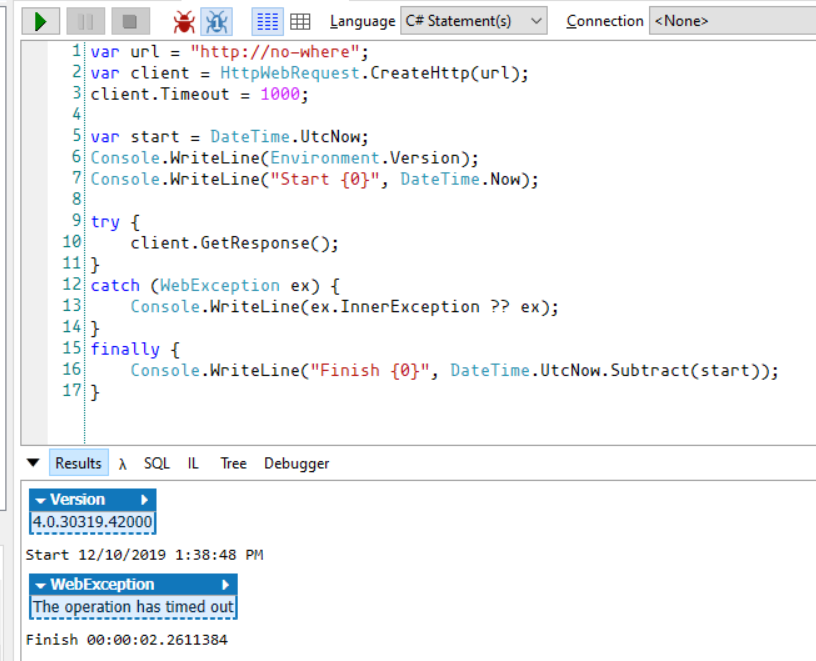 Language C# Statement(s) Connection <None>
1 var url = "http://no-where";
2 var client = HttpWebRequest.CreateHttp(url);
3 client.Timeout = 1000;
4
5 var start = DateTime.UtcNow;
6 Console.WriteLine(Environment.Version);
7 Console.WriteLine("Start {0}", DateTime.Now);
8
9 try {
10     client.GetResponse();
11 }
12 catch (WebException ex) {
13     Console.WriteLine(ex.InnerException ?? ex);
14 }
15 finally {
16     Console.WriteLine("Finish {0}", DateTime.UtcNow.Subtract(start));
17 }
Results λ SQL IL Tree Debugger
Version
4.0.30319.42000
Start 12/10/2019 1:38:48 PM
WebException
The operation has timed out
Finish 00:00:02.2611384